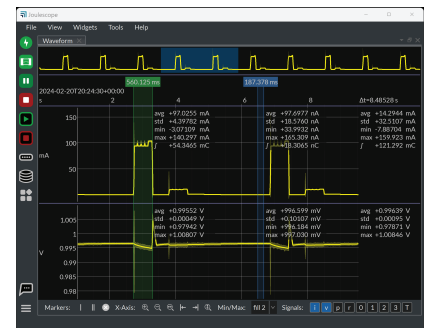 Joulescope
File View Widgets Tools Help
Waveform
560.125 ms 187.378 ms
2024-02-20T20:24:30+00:00
s 2 4 6 8 Δt=8.48528 s
150 avg +97.0255 mA avg +97.6977 mA avg +14.2944 mA
std +4.39782 mA std +18.5760 mA std +32.5107 mA
min -3.07109 mA min +33.9932 mA min -7.88704 mA
100 max +140.297 mA max +165.309 nA max +159.923 mA
∫ +54.3465 mC ∫ +18.3065 mC ∫ +121.292 mC
mA
50
avg +0.99552 V avg +996.599 mV avg +0.99639 V
1.005 std +0.00049 V std +0.10107 mV std +0.00095 V
min +0.97942 V min +996.184 mV min +0.97871 V
1 max +1.00807 V max +997.030 mV max +1.00846 V
0.995
V
0.99
0.985
0.98
Markers: X-Axis: Min/Max: fill 2 Signals: i v p r 0 1 2 3 T